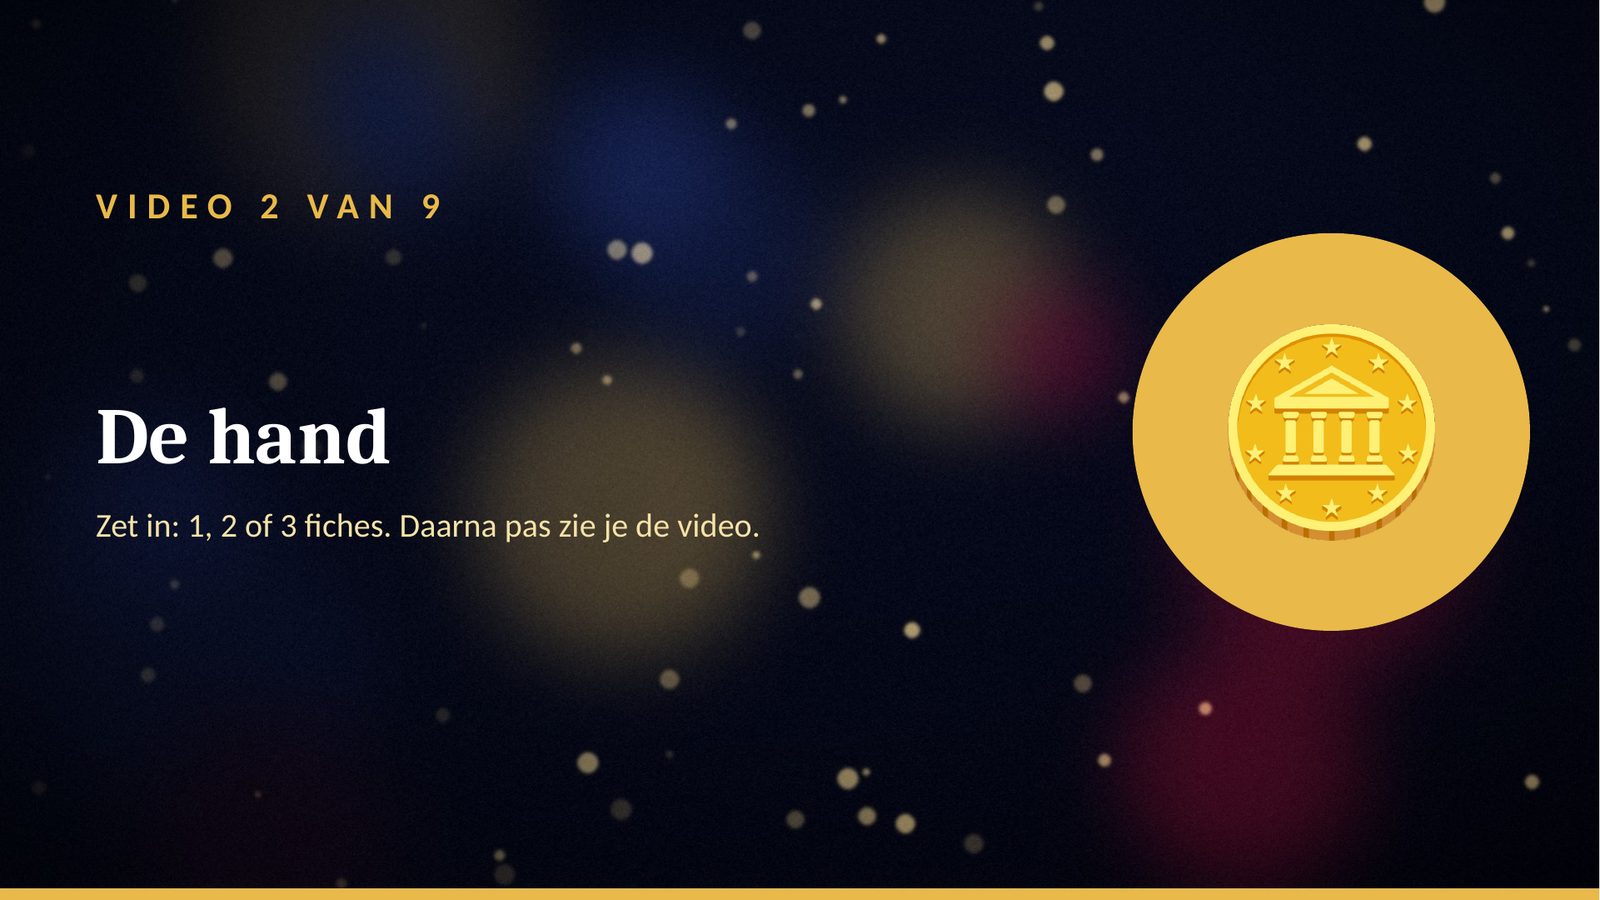 VIDEO 2 VAN 9
De hand
Zet in: 1, 2 of 3 fiches. Daarna pas zie je de video.